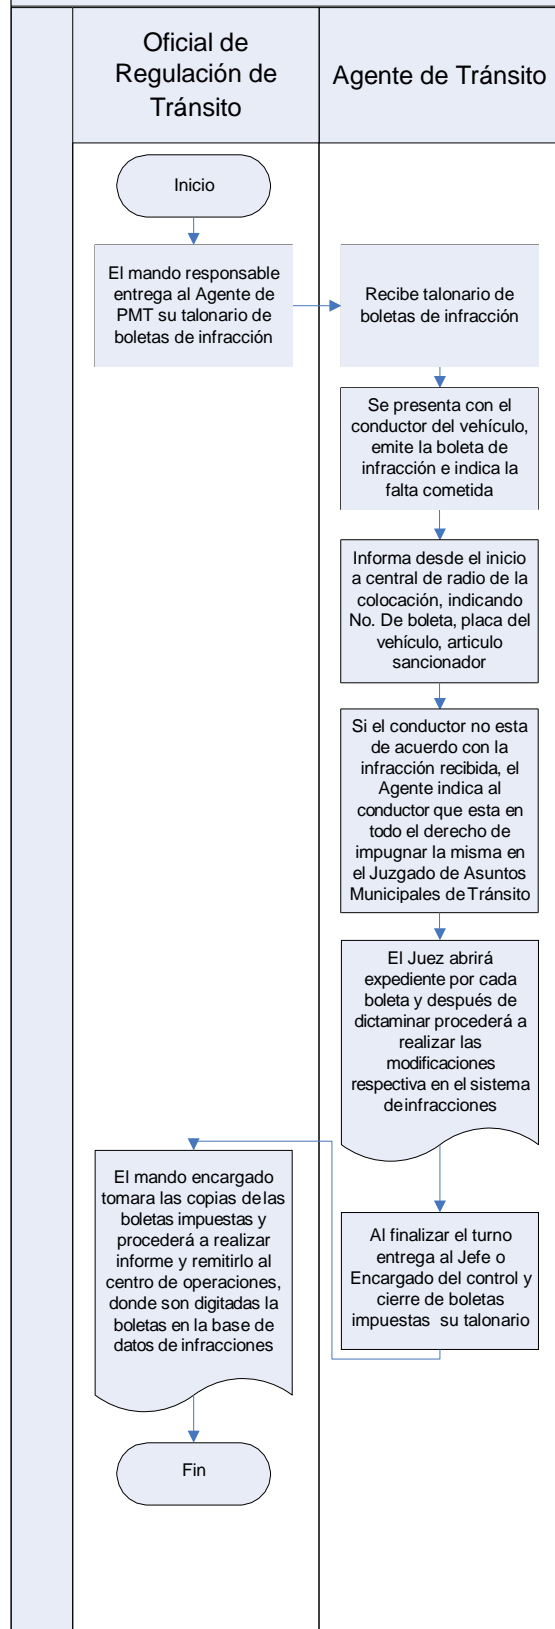 Oficial de
Regulación de
Tránsito
Agente de Tránsito
Inicio
El mando responsable
entrega al Agente de
PMT su talonario de
boletas de infracción
Recibe talonario de
boletas de infracción
Se presenta con el
conductor del vehículo,
emite la boleta de
infracción e indica la
falta cometida
Informa desde el inicio
a central de radio de la
colocación, indicando
No. De boleta, placa del
vehículo, articulo
sancionador
Si el conductor no esta
de acuerdo con la
infracción recibida, el
Agente indica al
conductor que esta en
todo el derecho de
impugnar la misma en
el Juzgado de Asuntos
Municipales de Tránsito
El Juez abrirá
expediente por cada
boleta y después de
dictaminar procederá a
realizar las
modificaciones
respectiva en el sistema
de infracciones
Al finalizar el turno
entrega al Jefe o
Encargado del control y
cierre de boletas
impuestas su talonario
El mando encargado
tomara las copias de las
boletas impuestas y
procederá a realizar
informe y remitirlo al
centro de operaciones,
donde son digitadas la
boletas en la base de
datos de infracciones
Fin